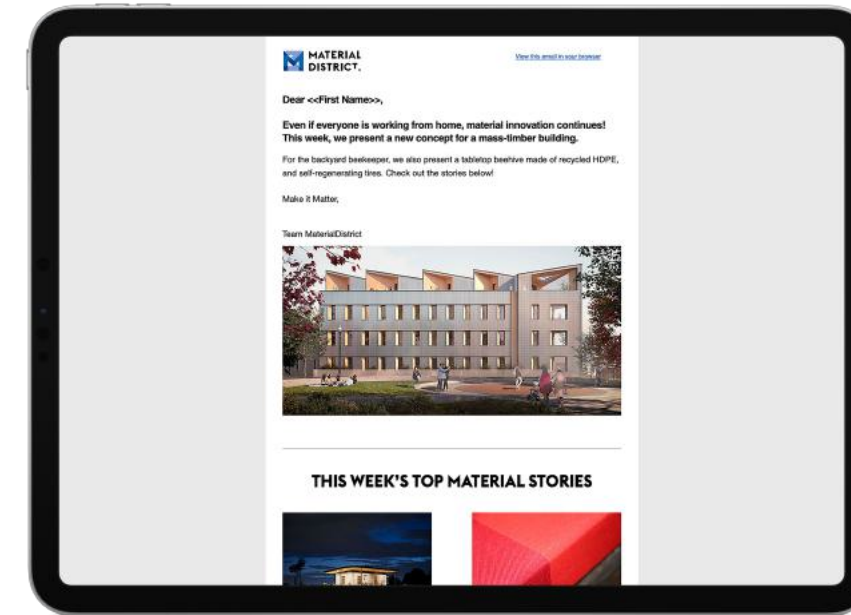 MATERIAL
DISTRICT.
View this email in your browser
Dear <<First Name>>,
Even if everyone is working from home, material innovation continues!
This week, we present a new concept for a mass-timber building.
For the backyard beekeeper, we also present a tabletop beehive made of recycled HDPE,
and self-regenerating tires. Check out the stories below!
Make it Matter,
Team MaterialDistrict
THIS WEEK'S TOP MATERIAL STORIES